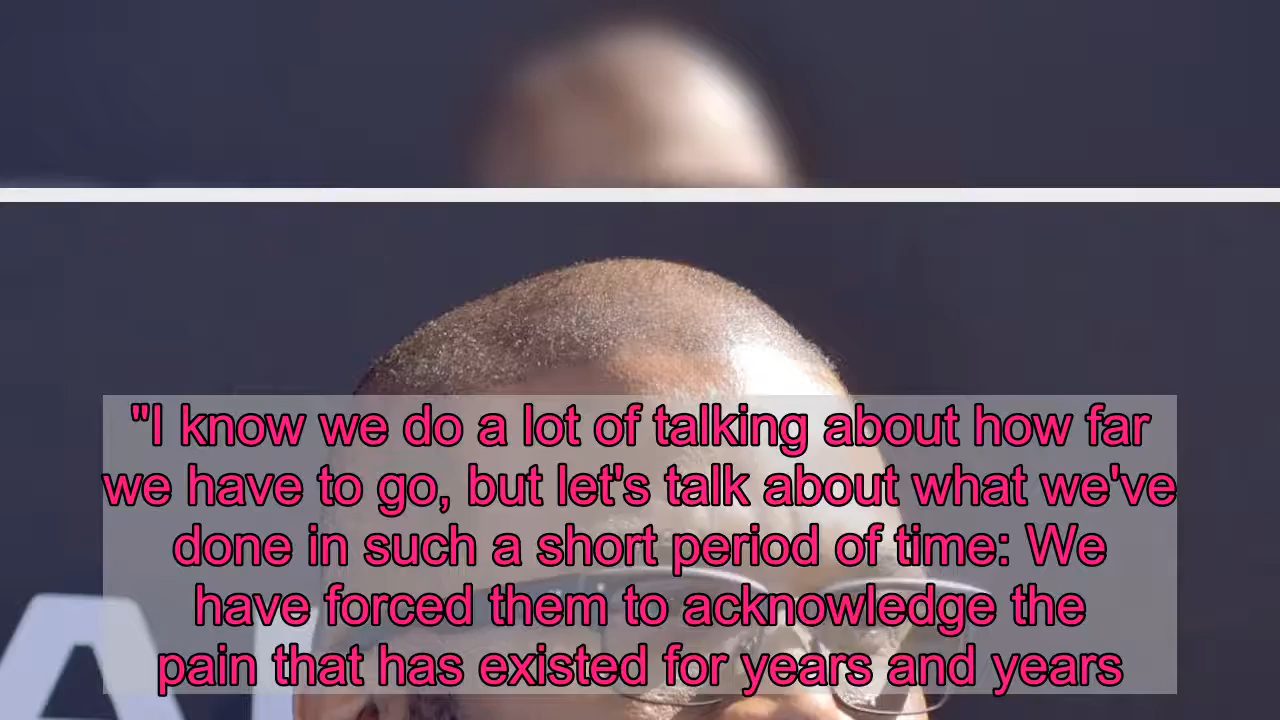 "I know we do a lot of talking about how far
we have to go, but let's talk about what we've
done in such a short period of time: We
have forced them to acknowledge the
pain that has existed for years and years
A